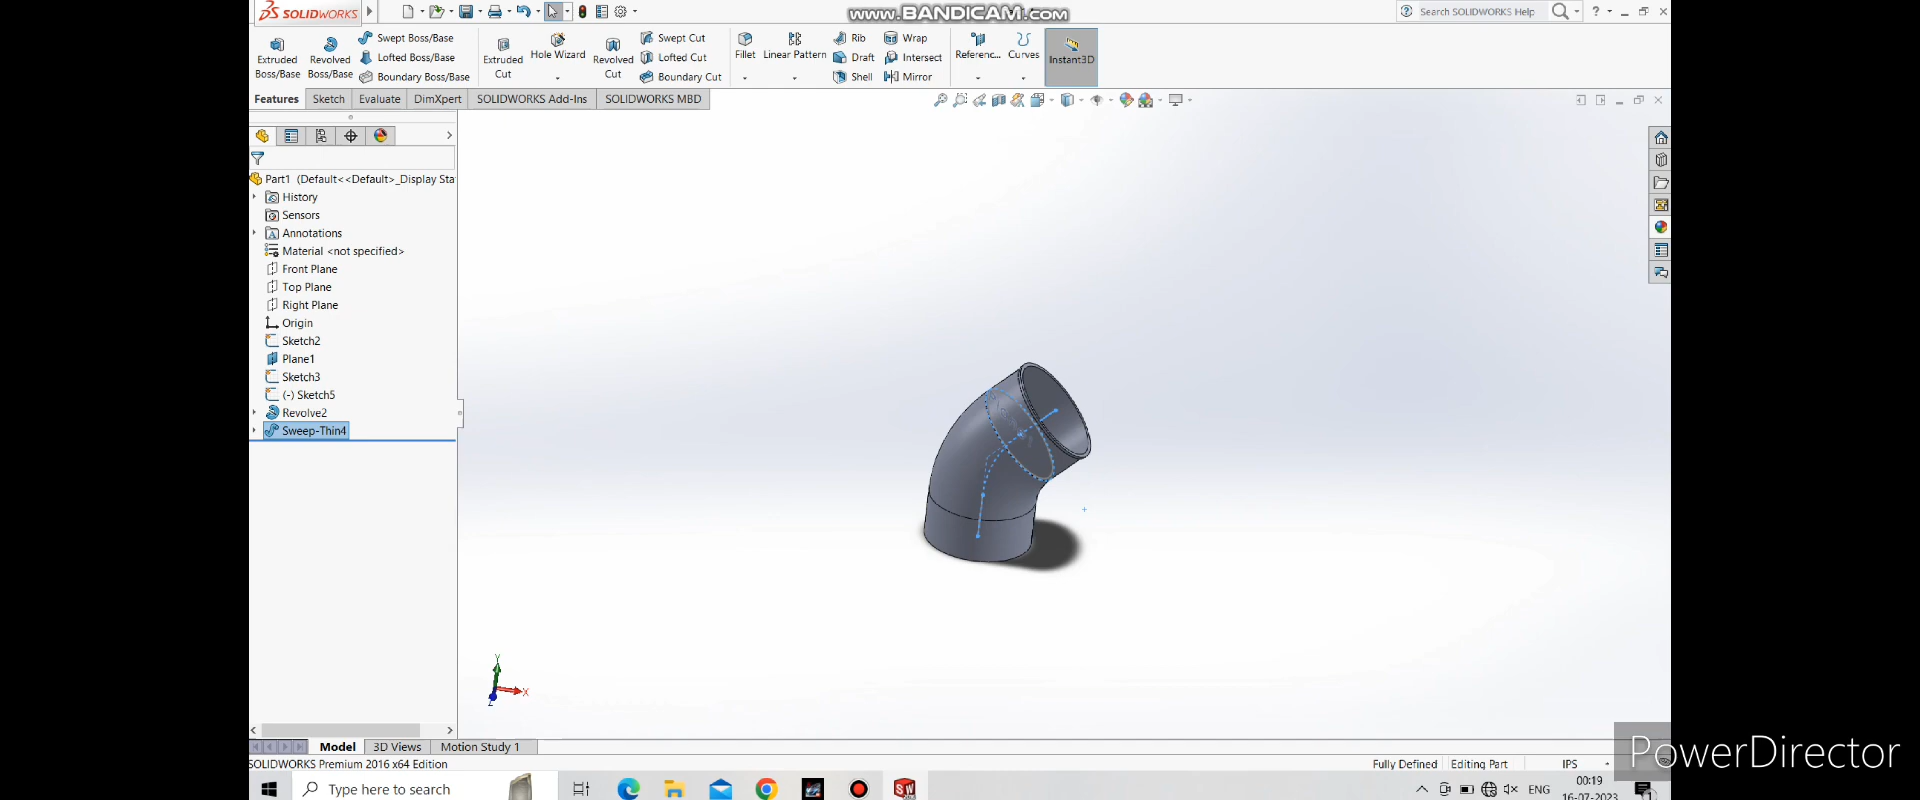 SOLIDWORKS
www.BANDICAM.com
Search SOLIDWORKS Help
Extruded Boss/Base
Revolved Boss/Base
Swept Boss/Base
Lofted Boss/Base
Boundary Boss/Base
Extruded Cut
Hole Wizard
Revolved Cut
Swept Cut
Lofted Cut
Boundary Cut
Fillet
Linear Pattern
Rib
Draft
Shell
Wrap
Intersect
Mirror
Referenc...
Curves
Instant3D
Features
Sketch
Evaluate
DimXpert
SOLIDWORKS Add-Ins
SOLIDWORKS MBD
Part1 (Default<<Default>_Display Sta
History
Sensors
Annotations
Material <not specified>
Front Plane
Top Plane
Right Plane
Origin
Sketch2
Plane1
Sketch3
(-) Sketch5
Revolve2
Sweep-Thin4
Y
X
Z
Model
3D Views
Motion Study 1
SOLIDWORKS Premium 2016 x64 Edition
Fully Defined
Editing Part
IPS
PowerDirector
Type here to search
ENG
00:19
16-07-2023